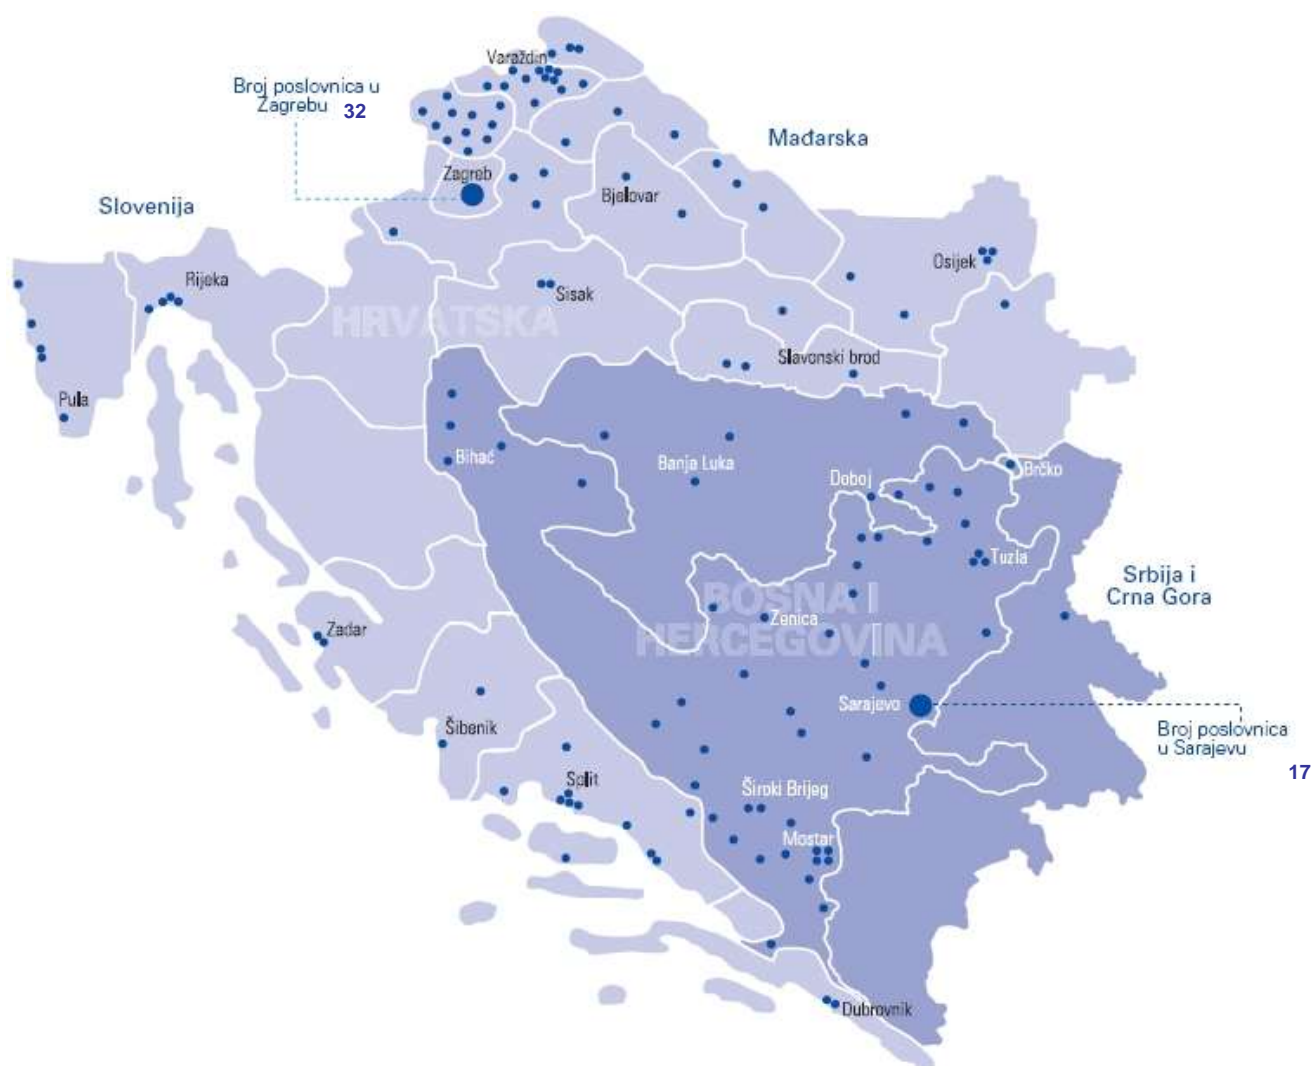 Varaždin
Broj poslovnica u
Zagrebu 32
Mađarska
Zagreb
Bjelovar
Slovenija
Osijek
Rijeka
Sisak
HRVATSKA
Slavonski brod
Pula
Bihać
Banja Luka
Brčko
Doboj
Tuzla
Srbija i
Crna Gora
BOSNA I
HERCEGOVINA
Zenica
Zadar
Sarajevo
Šibenik
Broj poslovnica
u Sarajevu
17
Split
Široki Brijeg
Mostar
Dubrovnik